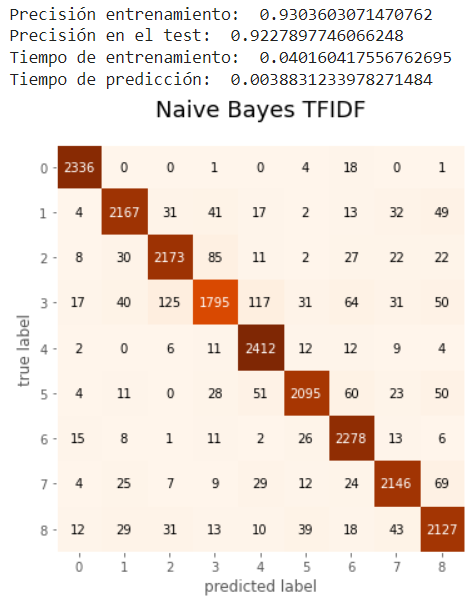 Precisión entrenamiento:  0.9303603071470762
Precisión en el test:  0.9227897746066248
Tiempo de entrenamiento:  0.040160417556762695
Tiempo de predicción:  0.0038831233978271484
Naive Bayes TFIDF
0 2336 0 0 1 0 4 18 0 1
1 4 2167 31 41 17 2 13 32 49
2 8 30 2173 85 11 2 27 22 22
3 17 40 125 1795 117 31 64 31 50
4 2 0 6 11 2412 12 12 9 4
5 4 11 0 28 51 2095 60 23 50
6 15 8 1 11 2 26 2278 13 6
7 4 25 7 9 29 12 24 2146 69
8 12 29 31 13 10 39 18 43 2127
0 1 2 3 4 5 6 7 8
predicted label
true label